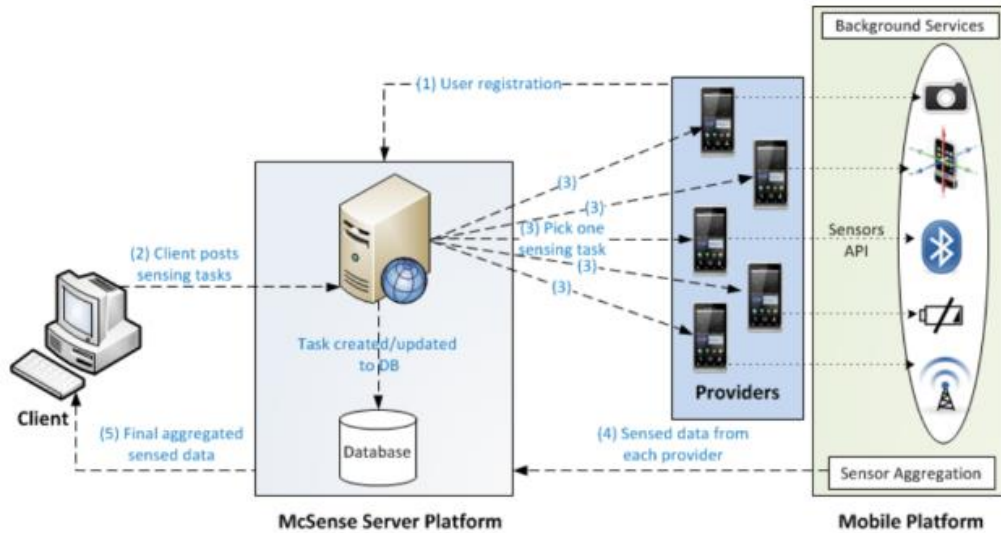 Background Services
(1) User registration
(3)
(3)
(3) Pick one
sensing task
(3)
(3)
Sensors
API
(2) Client posts
sensing tasks
Task created/updated
to DB
Client
Providers
(5) Final aggregated
sensed data
Database
(4) Sensed data from
each provider
Sensor Aggregation
McSense Server Platform
Mobile Platform